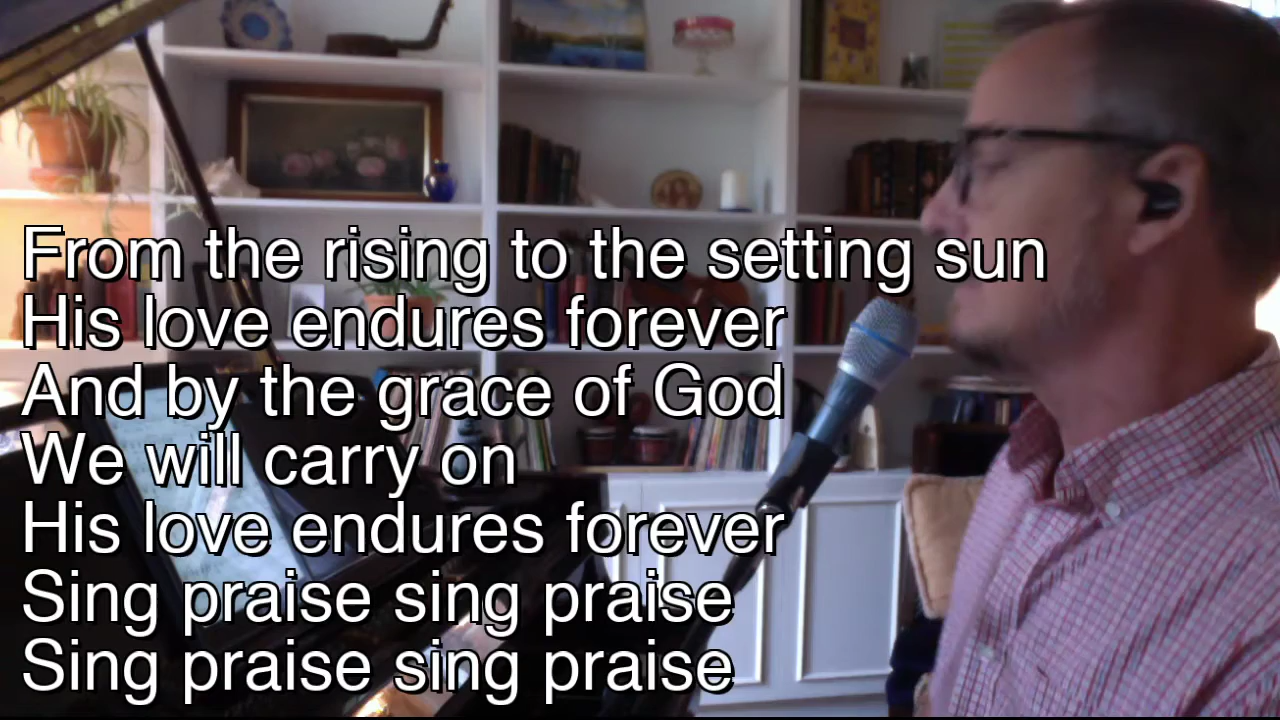 From the rising to the setting sun
His love endures forever
And by the grace of God
We will carry on
His love endures forever
Sing praise sing praise
Sing praise sing praise